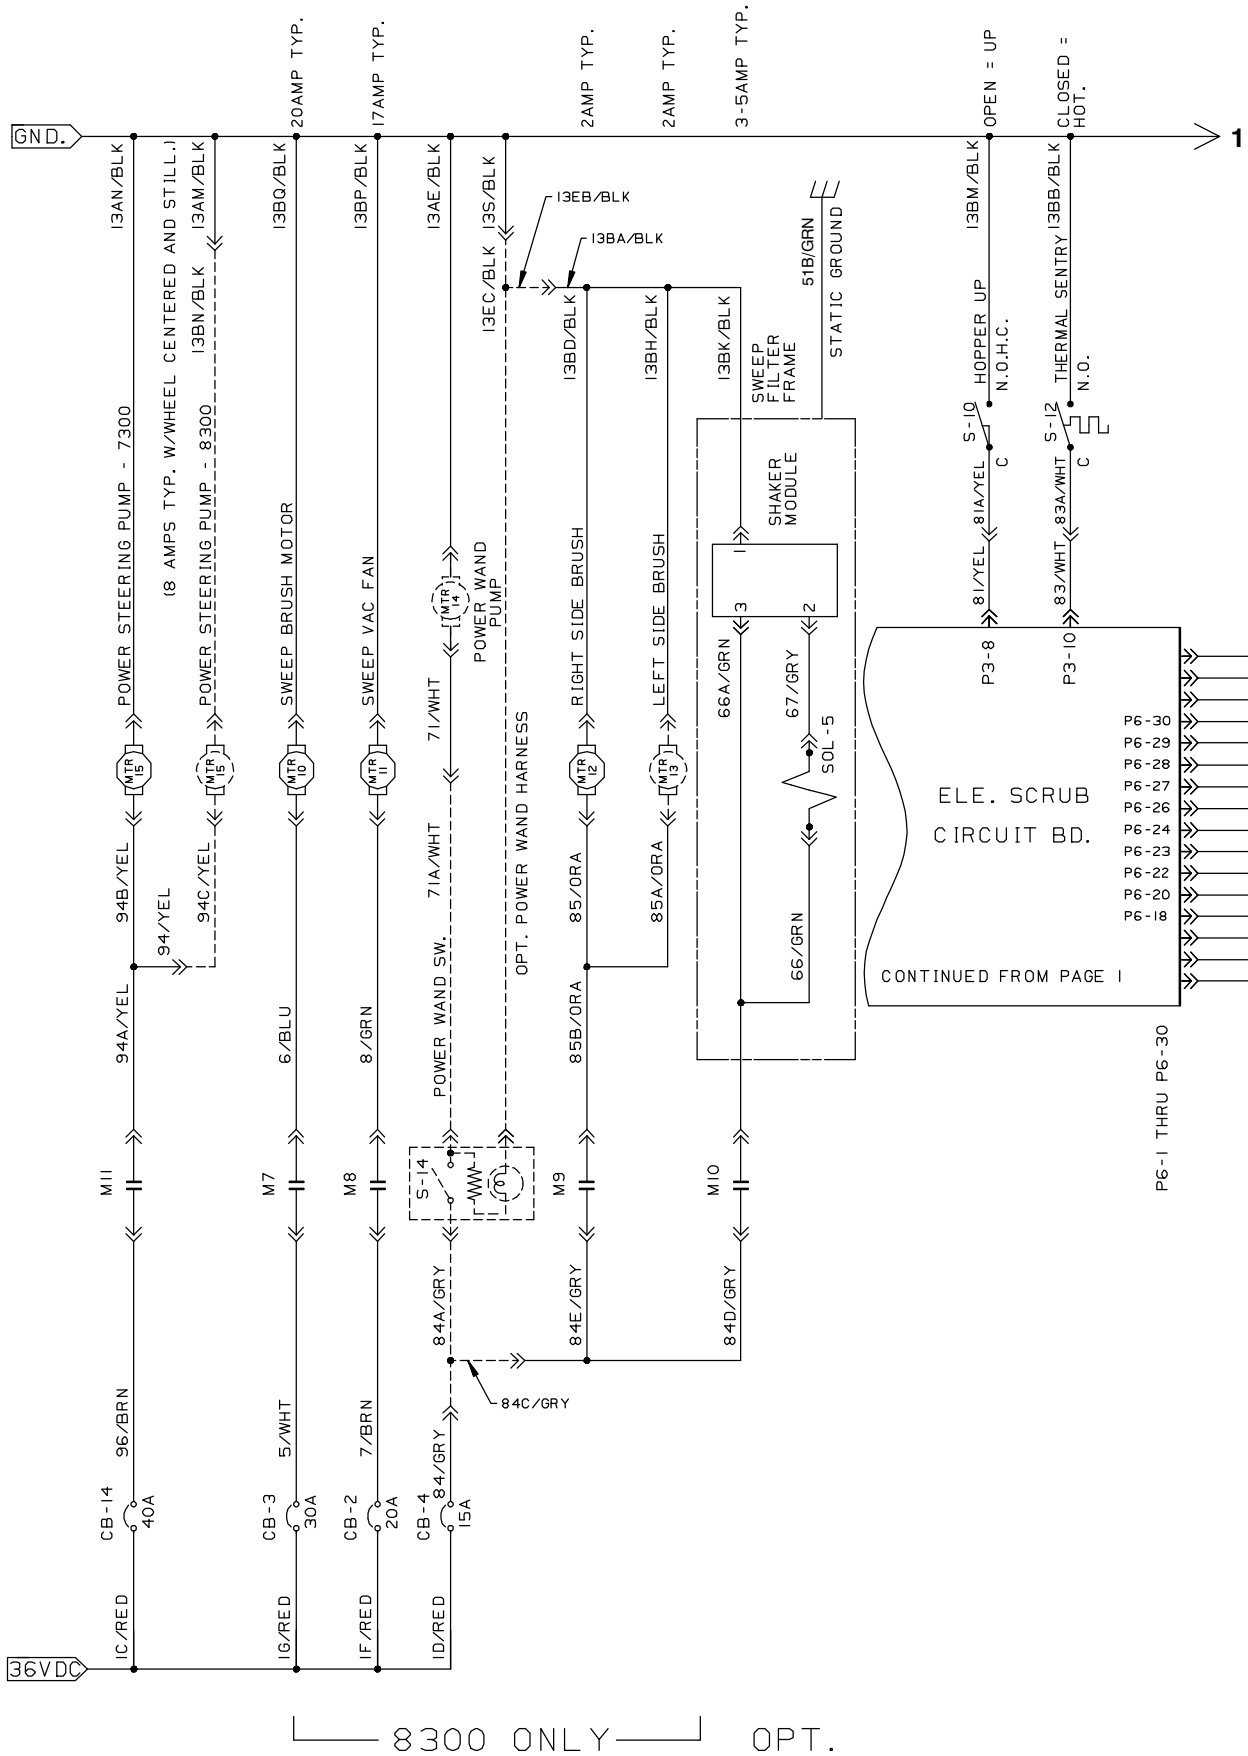 20AMP TYP.
17AMP TYP.
2AMP TYP.
2AMP TYP.
3-5AMP TYP.
OPEN = UP
CLOSED =
HOT.
GND.
1
13AN/BLK
(8 AMPS TYP. W/WHEEL CENTERED AND STILL.)
13AM/BLK
13BQ/BLK
13BP/BLK
13AE/BLK
13S/BLK
13BM/BLK
13BB/BLK
13EB/BLK
13BA/BLK
13BN/BLK
13EC/BLK
13BD/BLK
13BH/BLK
13BK/BLK
51B/GRN
STATIC GROUND
SWEEP
FILTER
FRAME
HOPPER UP
N.O.H.C.
THERMAL SENTRY
N.O.
S-10
C
S-12
C
POWER STEERING PUMP - 7300
POWER STEERING PUMP - 8300
SWEEP BRUSH MOTOR
SWEEP VAC FAN
POWER WAND
PUMP
RIGHT SIDE BRUSH
LEFT SIDE BRUSH
SHAKER
MODULE
1
3
2
81A/YEL
83A/WHT
81/YEL
83/WHT
P3-8
P3-10
MTR
15
MTR
15
MTR
10
MTR
11
MTR
14
MTR
12
MTR
13
71/WHT
66A/GRN
67/GRY
SOL-5
P6-30
P6-29
P6-28
P6-27
P6-26
P6-24
P6-23
P6-22
P6-20
P6-18
ELE. SCRUB
CIRCUIT BD.
CONTINUED FROM PAGE 1
94B/YEL
94/YEL
94C/YEL
71A/WHT
OPT. POWER WAND HARNESS
85/ORA
85A/ORA
66/GRN
94A/YEL
6/BLU
8/GRN
POWER WAND SW.
85B/ORA
P6-1 THRU P6-30
M11
M7
M8
S-14
M9
M10
84A/GRY
84E/GRY
84D/GRY
84C/GRY
96/BRN
5/WHT
7/BRN
84/GRY
CB-14
40A
CB-3
30A
CB-2
20A
CB-4
15A
1C/RED
1G/RED
1F/RED
1D/RED
36VDC
8300 ONLY
OPT.